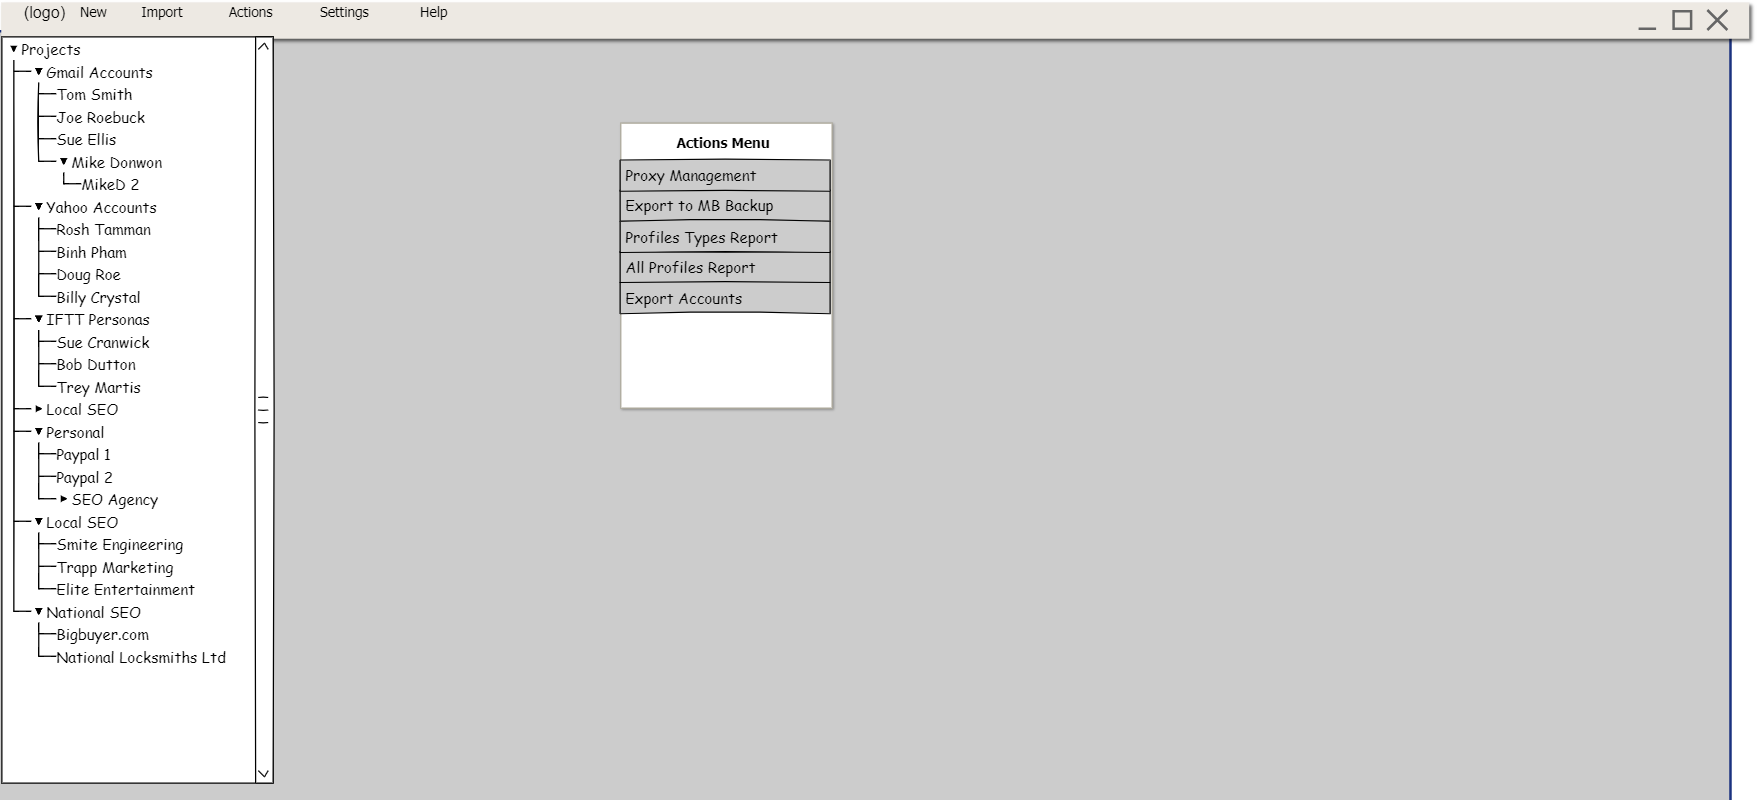 (logo) New Import Actions Settings Help
Projects
Gmail Accounts
Tom Smith
Joe Roebuck
Sue Ellis
Mike Donwon
MikeD 2
Yahoo Accounts
Rosh Tamman
Binh Pham
Doug Roe
Billy Crystal
IFTT Personas
Sue Cranwick
Bob Dutton
Trey Martis
Local SEO
Personal
Paypal 1
Paypal 2
SEO Agency
Local SEO
Smite Engineering
Trapp Marketing
Elite Entertainment
National SEO
Bigbuyer.com
National Locksmiths Ltd
Actions Menu
Proxy Management
Export to MB Backup
Profiles Types Report
All Profiles Report
Export Accounts